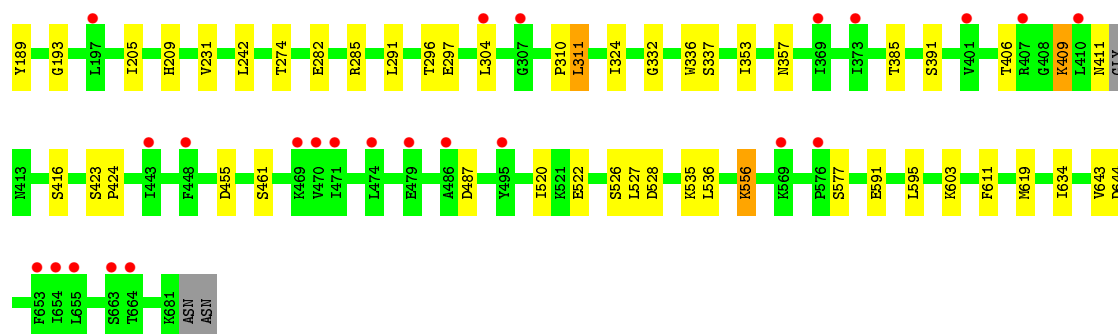 Y189 G193 L197 I205 H209 V231 L242 T274 E282 R285 L291 T296 E297 L304 G307 P310 L311 I324 G332 W336 S337 I353 N357 I369 I373 T385 S391 V401 T406 R407 G408 K409 L410 N411 GLY
N413 S416 S423 P424 I443 F448 D455 S461 K469 V470 I471 L474 E479 A486 D487 Y495 I520 K521 E522 S526 L527 D528 K535 L536 K556 K569 P576 S577 E591 L595 K603 F611 M619 I634 V643 D644
F653 I654 L655 S663 T664 K681 ASN ASN